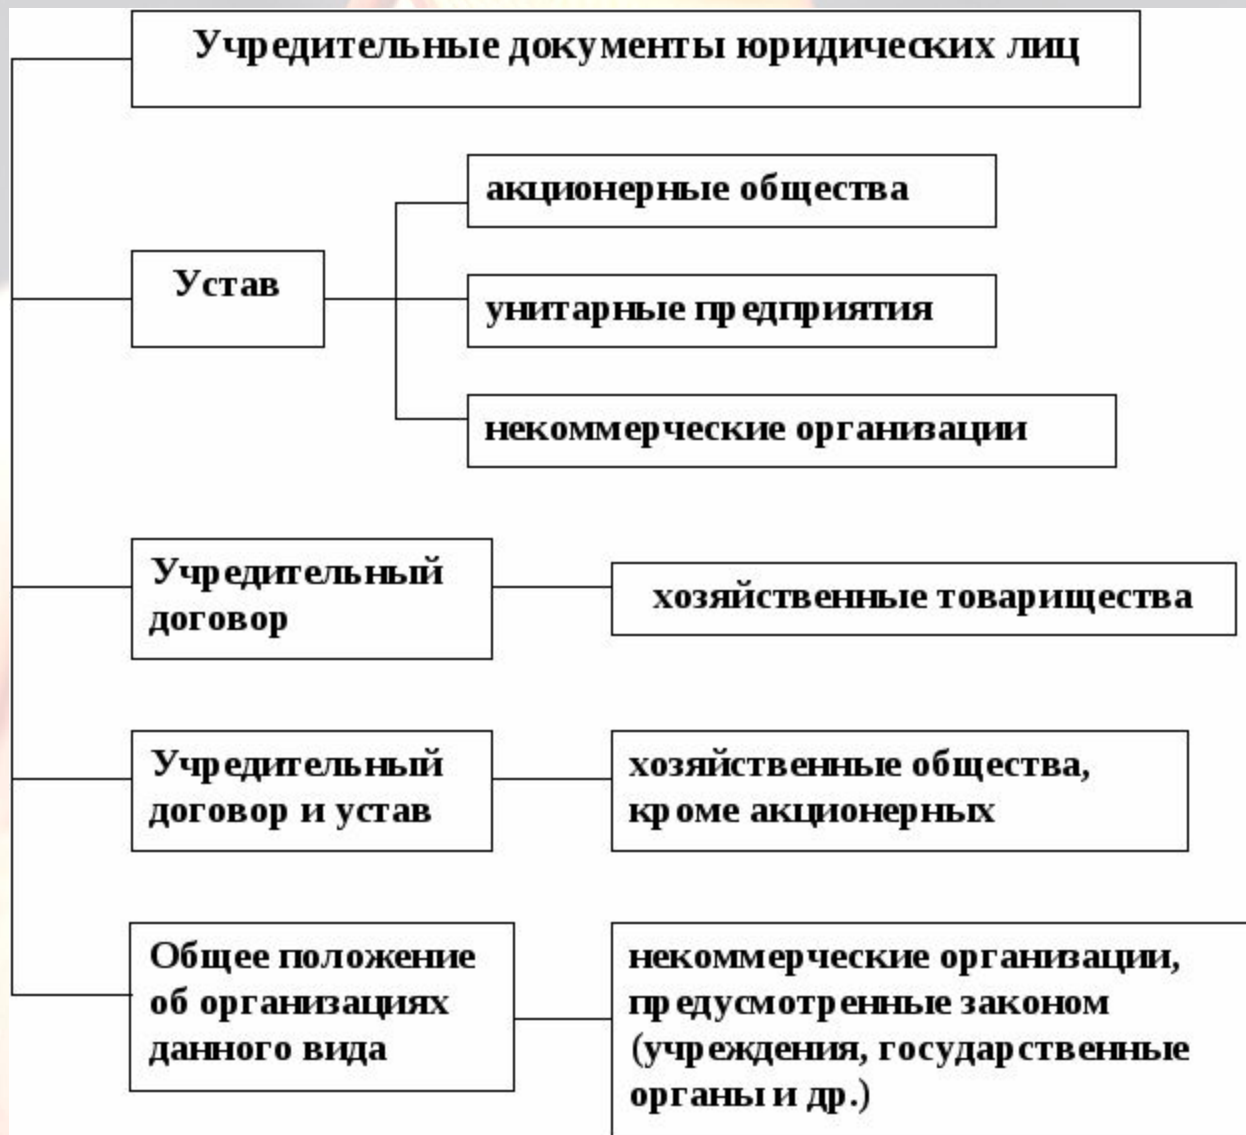 Учредительные документы юридических лиц
акционерные общества
Устав
унитарные предприятия
некоммерческие организации
Учредительный
договор
хозяйственные товарищества
Учредительный
договор и устав
хозяйственные общества,
кроме акционерных
Общее положение
об организациях
данного вида
некоммерческие организации,
предусмотренные законом
(учреждения, государственные
органы и др.)